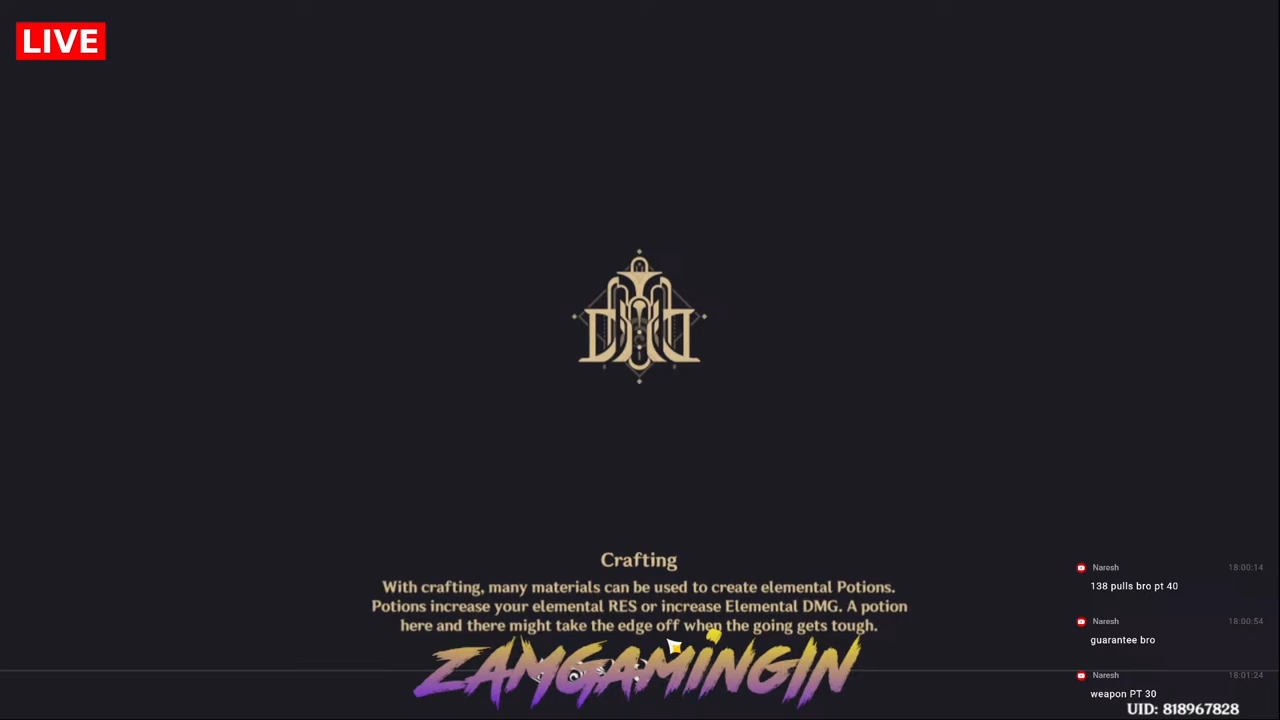 LIVE
Crafting
With crafting, many materials can be used to create elemental Potions.
Potions increase your elemental RES or increase Elemental DMG. A potion
here and there might take the edge off when the going gets tough.
ZAMGAMINGIN
Naresh 18:00:14
138 pulls bro pt 40
Naresh 18:00:54
guarantee bro
Naresh 18:01:24
weapon PT 30
UID: 818967828